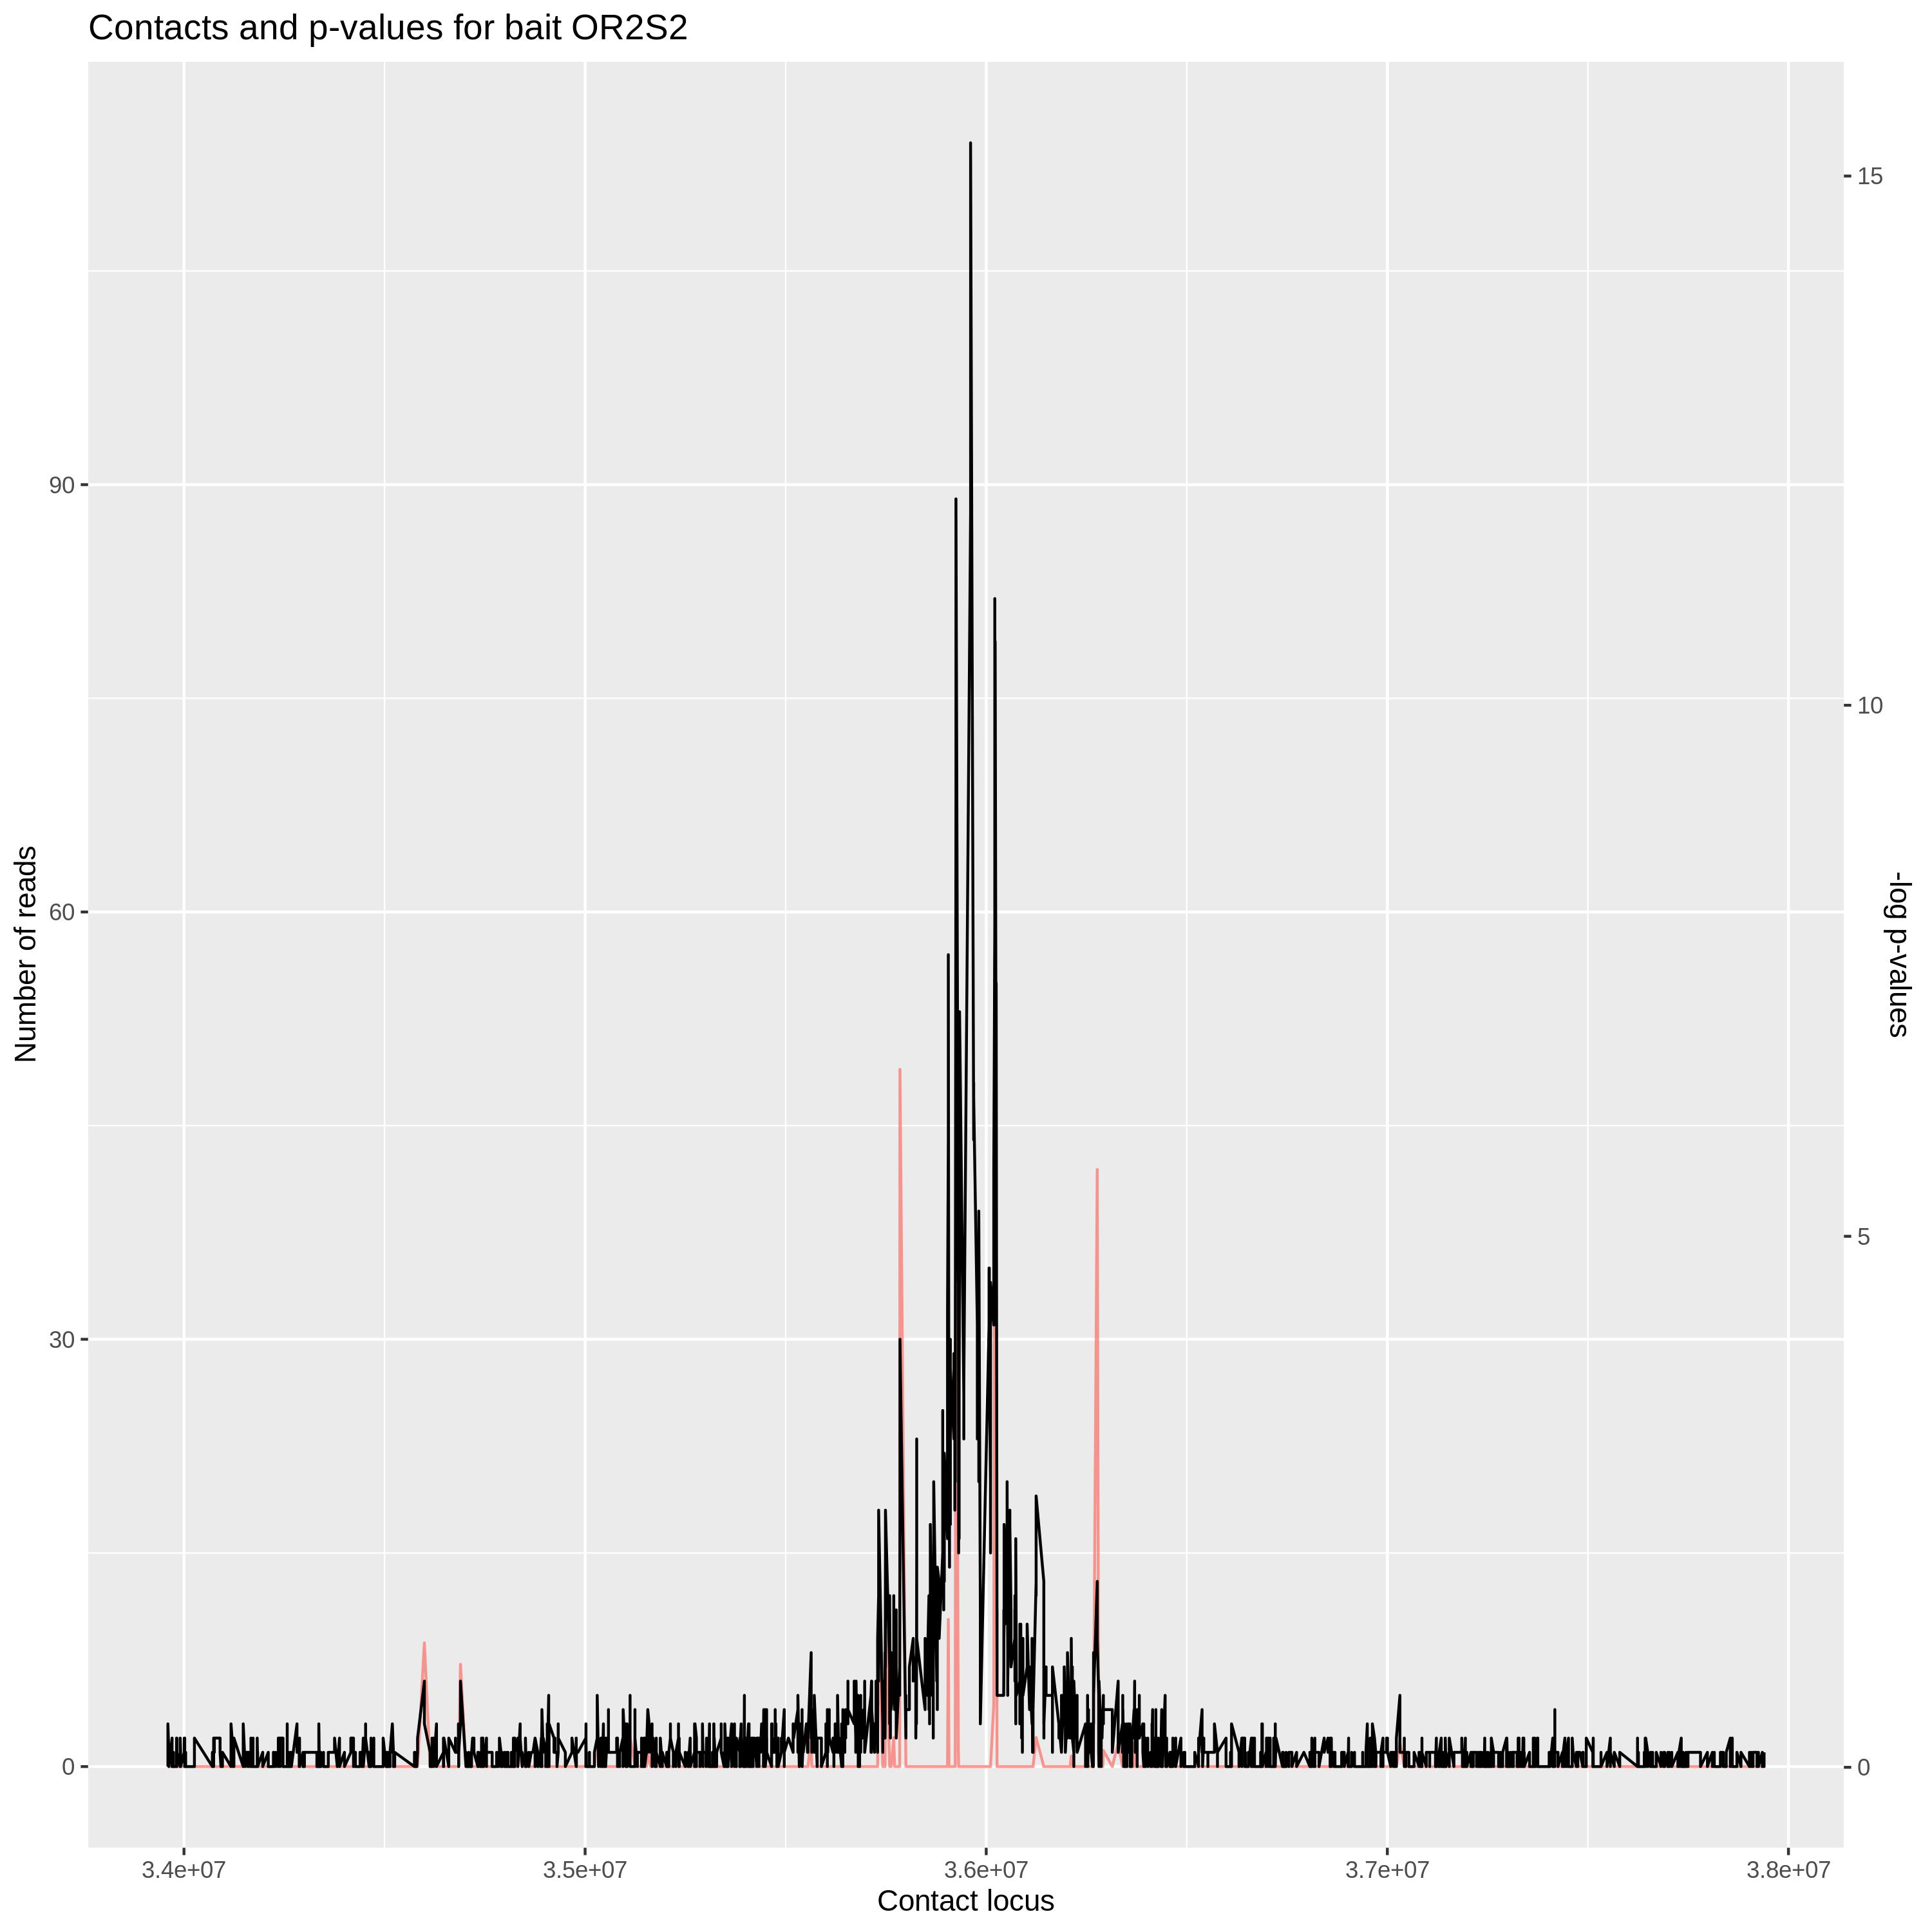 Contacts and p-values for bait OR2S2
15
90
10
60
Number of reads
-log p-values
5
30
0
0
3.4e+07
3.5e+07
3.6e+07
3.7e+07
3.8e+07
Contact locus